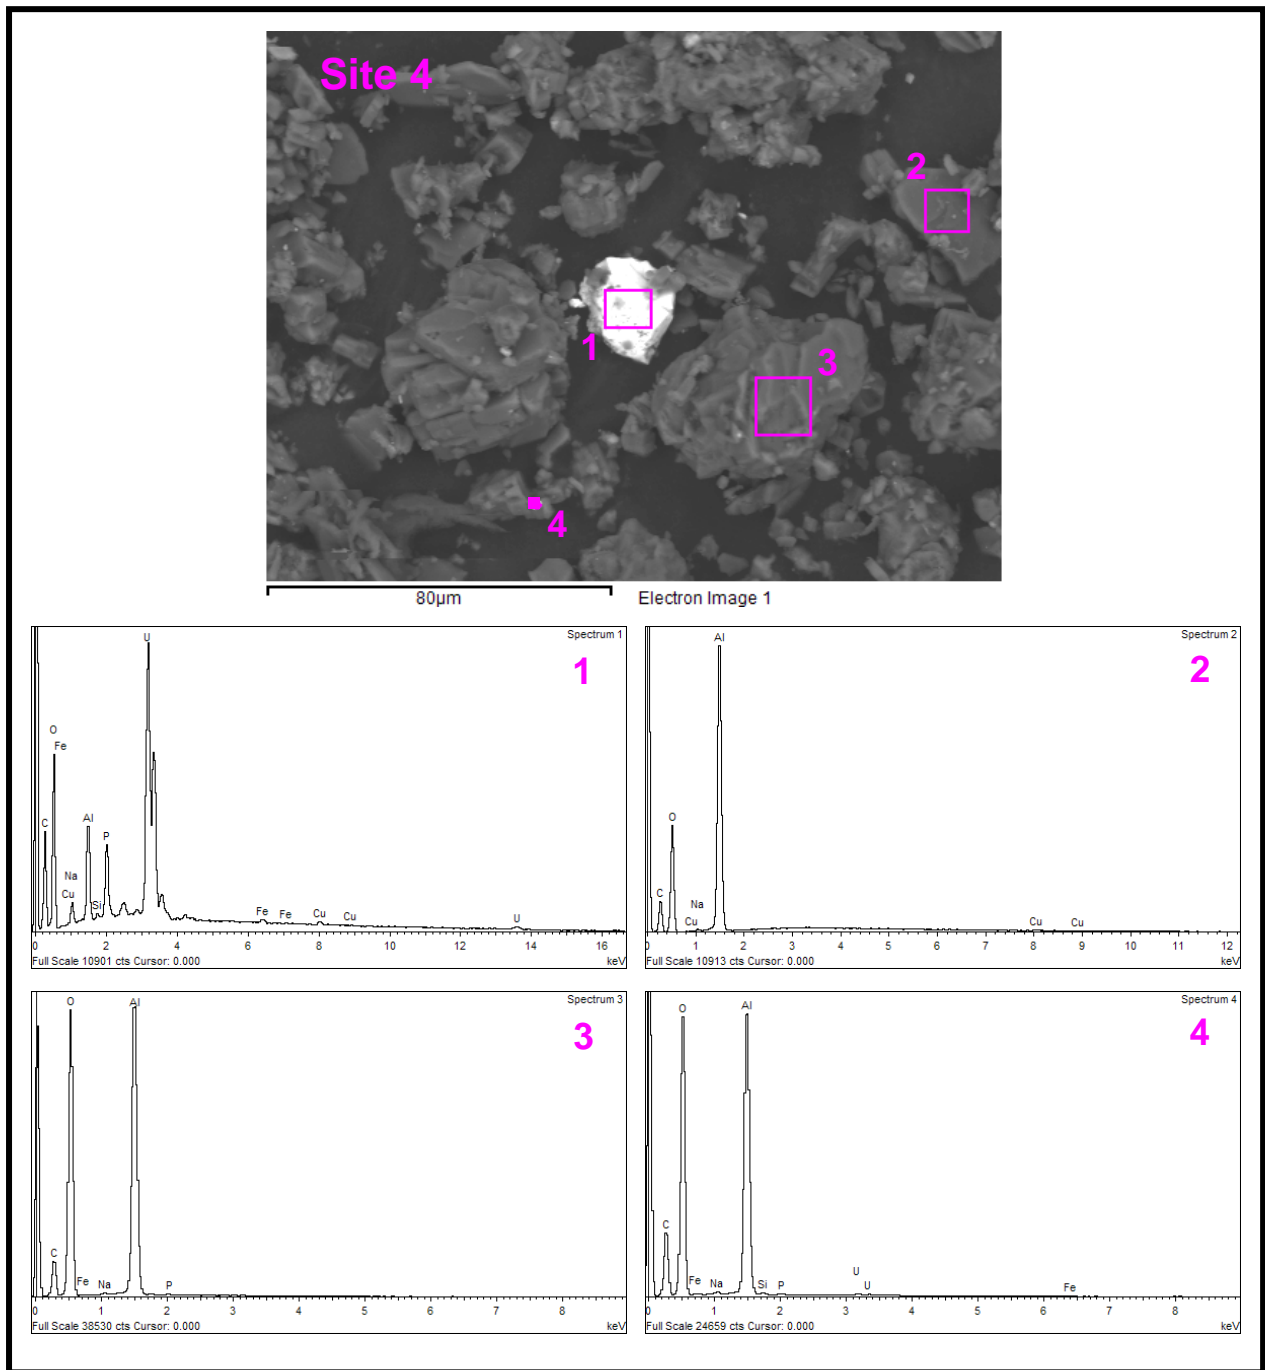 Site 4
2
1
3
4
80μm
Electron Image 1
Spectrum 1
1
U
O
Fe
C
Al
P
Na
Cu
Si
Fe
Fe
Cu
Cu
U
0 2 4 6 8 10 12 14 16
Full Scale 10901 cts Cursor: 0.000 keV
Spectrum 2
2
Al
O
C
Na
Cu
Cu
Cu
0 1 2 3 4 5 6 7 8 9 10 11 12
Full Scale 10913 cts Cursor: 0.000 keV
Spectrum 3
3
O
Al
C
Fe
Na
P
0 1 2 3 4 5 6 7 8
Full Scale 38530 cts Cursor: 0.000 keV
Spectrum 4
4
O
Al
C
Fe
Na
Si
P
U
U
Fe
0 1 2 3 4 5 6 7 8
Full Scale 24659 cts Cursor: 0.000 keV